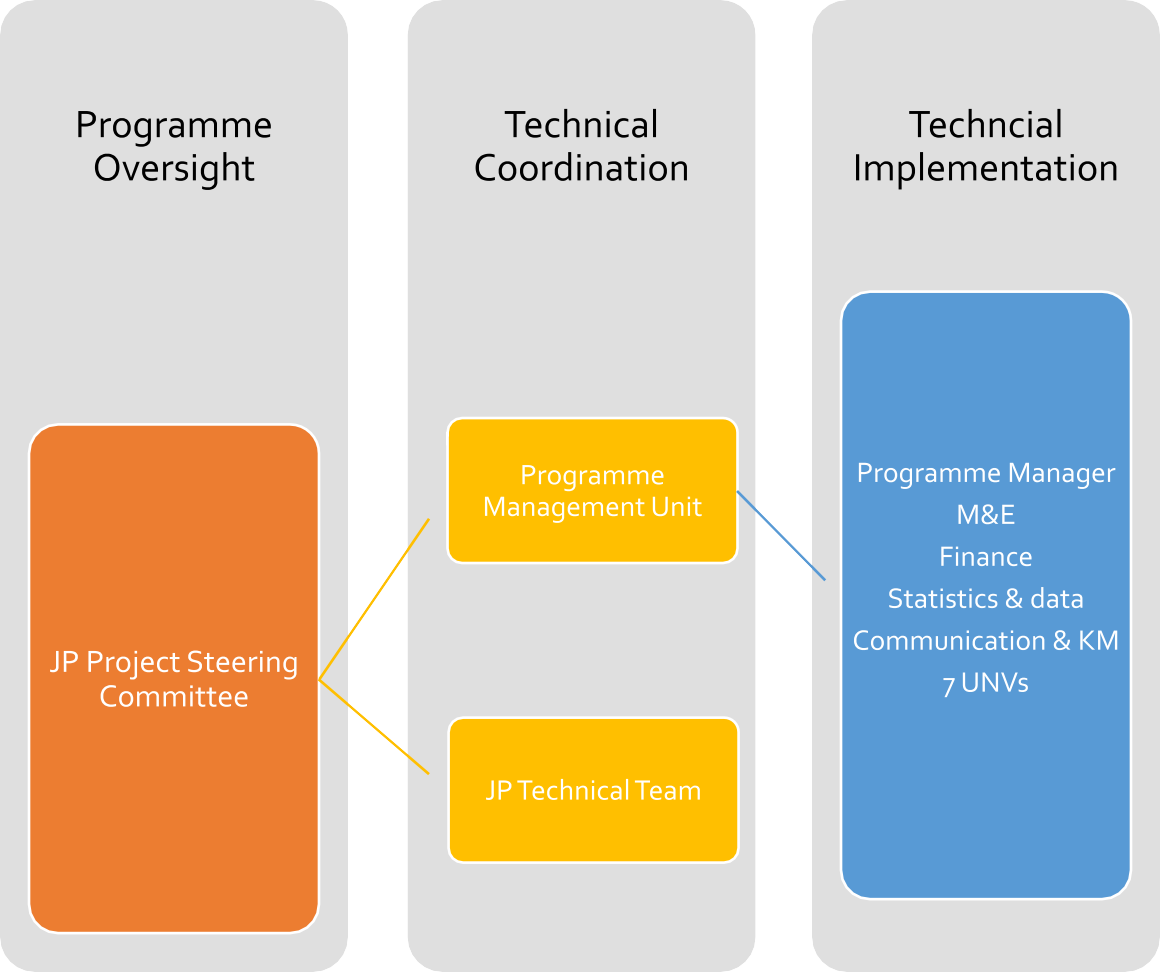 Programme
Oversight
Technical
Coordination
Techncial
Implementation
JP Project Steering
Committee
Programme
Management Unit
JP Technical Team
Programme Manager
M&E
Finance
Statistics & data
Communication & KM
7 UNVs